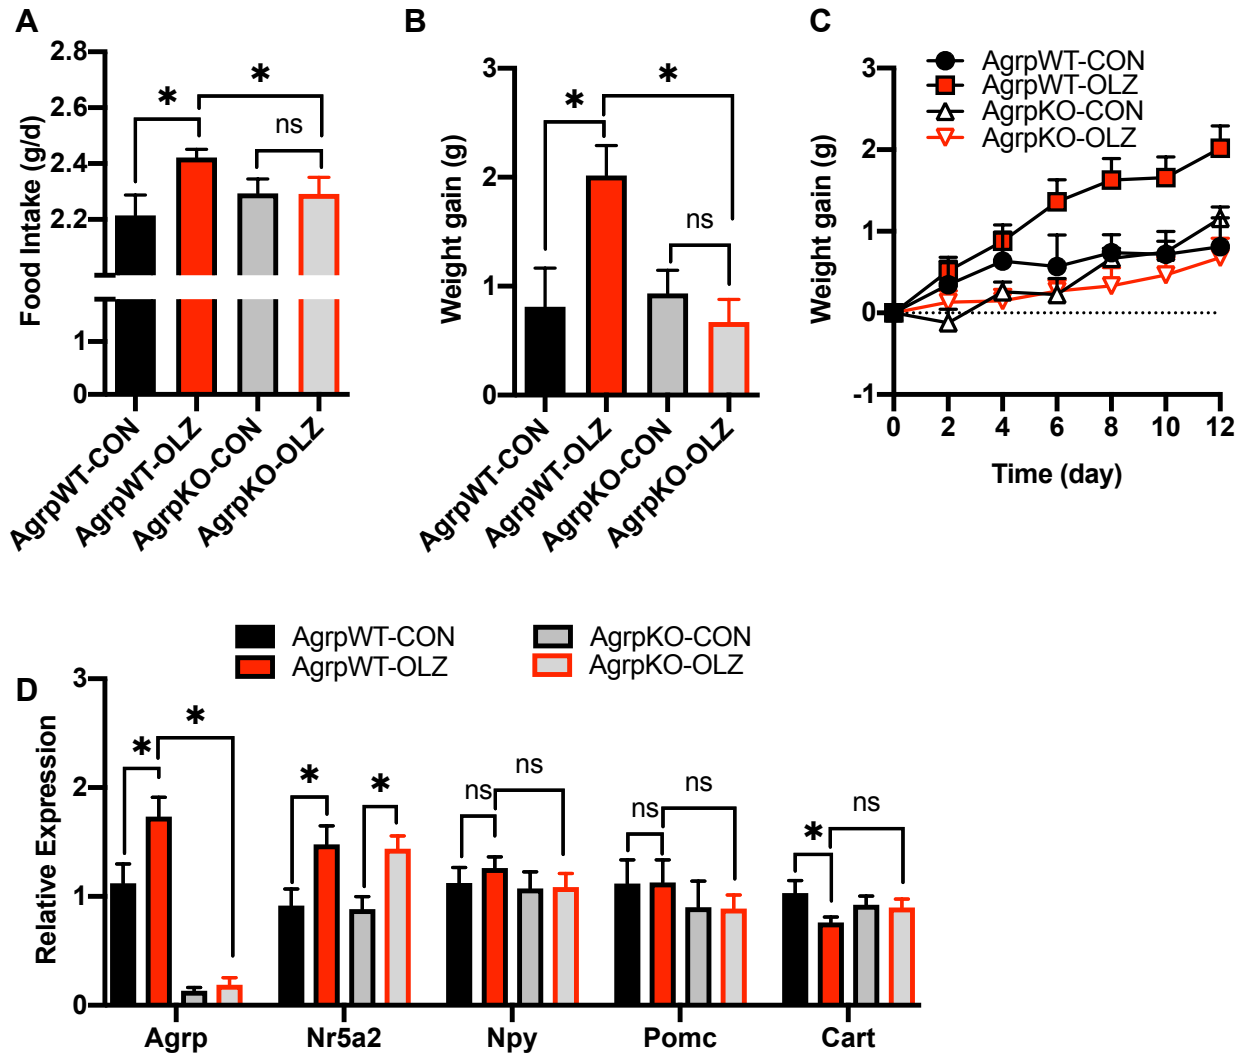 A
Food Intake (g/d)
2.8
2.6
2.4
2.2
1
0
*
*
ns
AgrpWT-CON
AgrpWT-OLZ
AgrpKO-CON
AgrpKO-OLZ
B
Weight gain (g)
3
2
1
0
*
*
ns
AgrpWT-CON
AgrpWT-OLZ
AgrpKO-CON
AgrpKO-OLZ
C
AgrpWT-CON
AgrpWT-OLZ
AgrpKO-CON
AgrpKO-OLZ
Weight gain (g)
3
2
1
0
-1
0 2 4 6 8 10 12
Time (day)
AgrpWT-CON
AgrpWT-OLZ
AgrpKO-CON
AgrpKO-OLZ
D
Relative Expression
3
2
1
0
*
*
*
*
ns
ns
ns
ns
*
ns
Agrp Nr5a2 Npy Pomc Cart